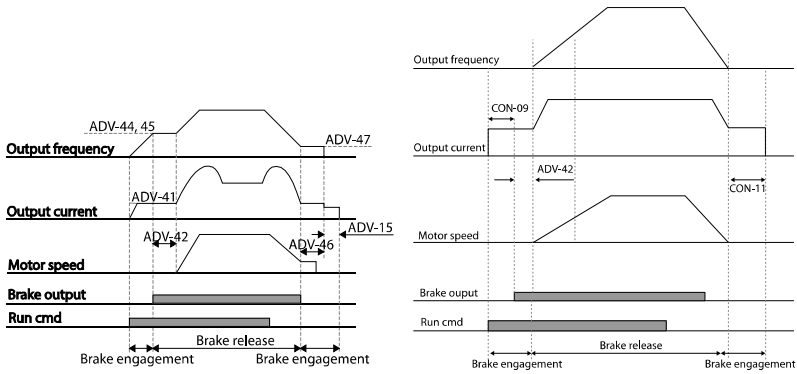 ADV-44, 45
ADV-47
Output frequency
ADV-41
Output current
ADV-15
ADV-42
ADV-46
Motor speed
Brake output
Run cmd
Brake release
Brake engagement
Brake engagement
Output frequency
CON-09
Output current
ADV-42
CON-11
Motor speed
Brake ouput
Run cmd
Brake release
Brake engagement
Brake engagement